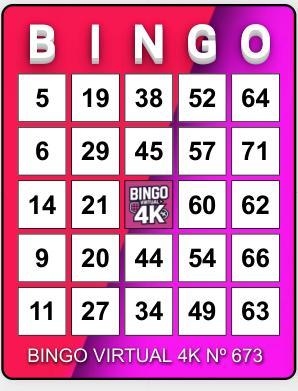 B I N G O
5 19 38 52 64
6 29 45 57 71
14 21 BINGO VIRTUAL 4K 60 62
9 20 44 54 66
11 27 34 49 63
BINGO VIRTUAL 4K Nº 673